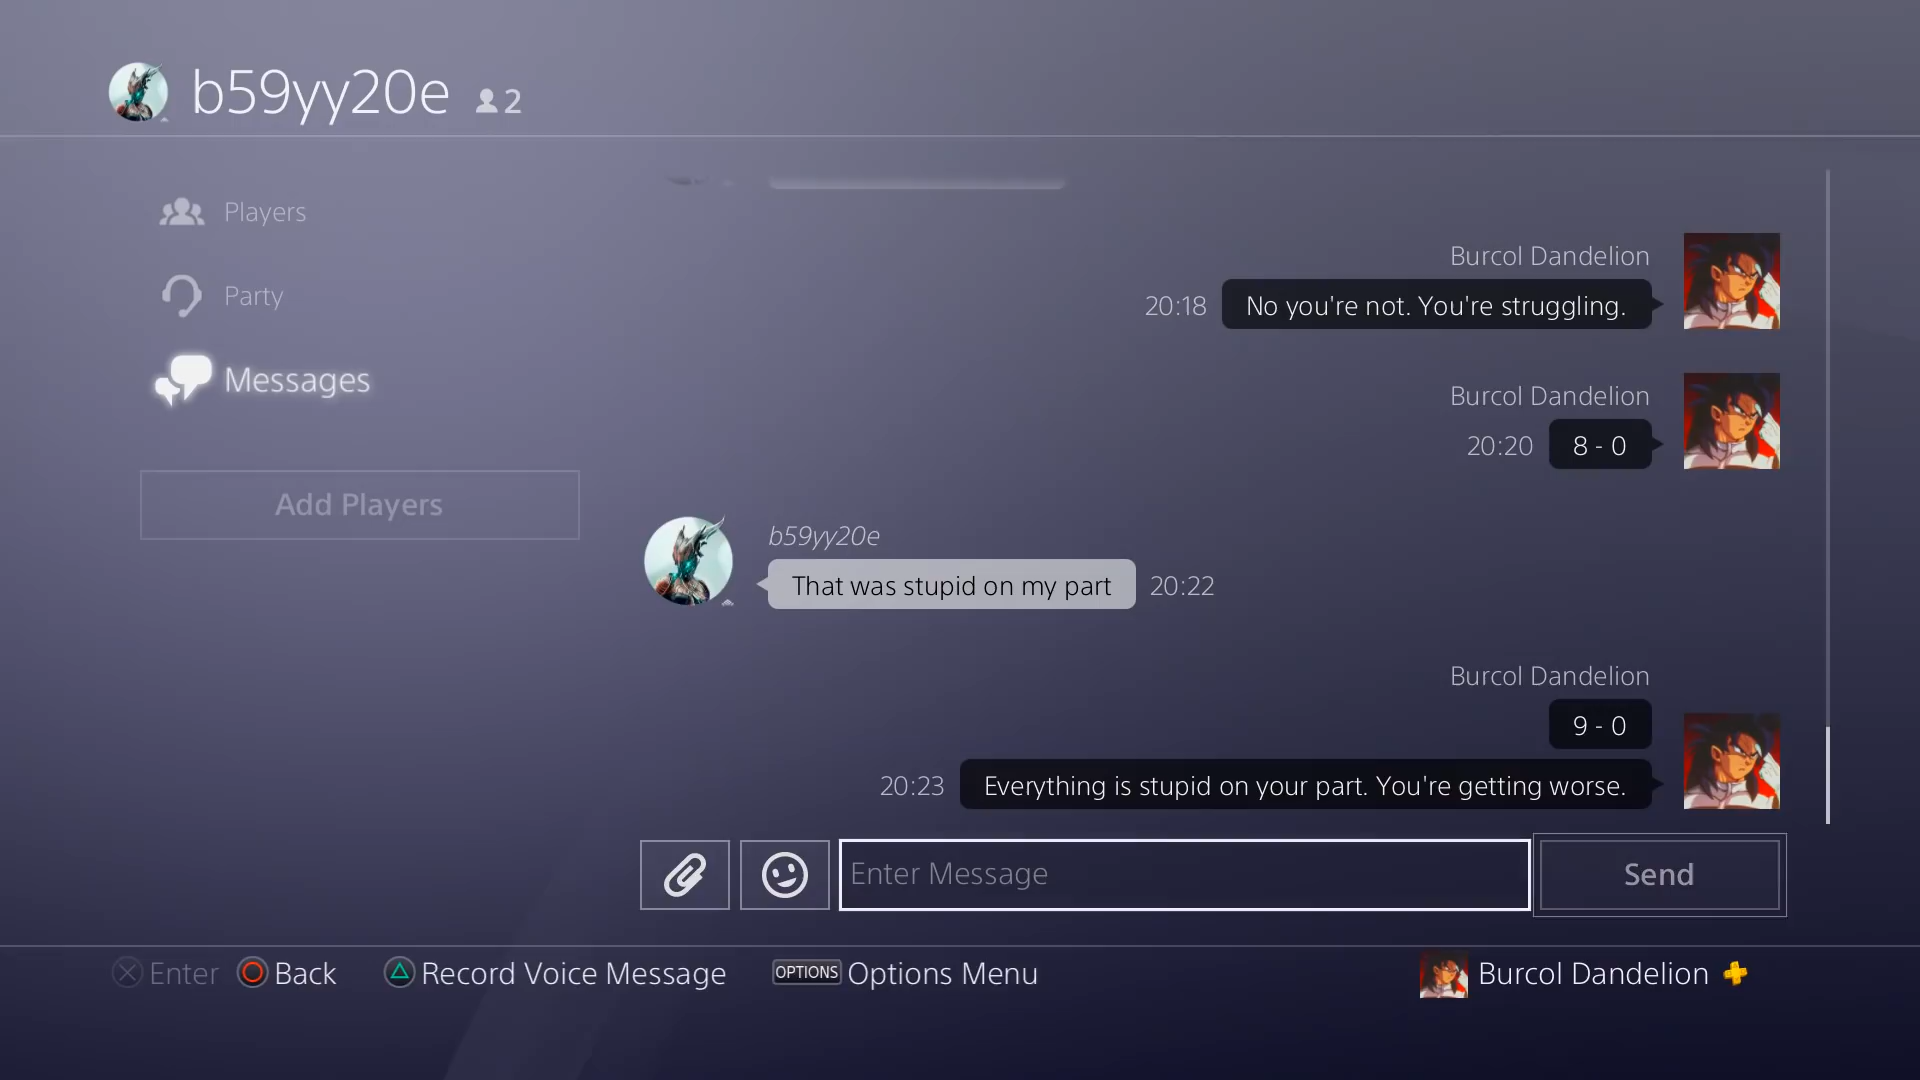 b59yy20e 2
Players
Party
Messages
Add Players
Burcol Dandelion
20:18 No you're not. You're struggling.
Burcol Dandelion
20:20 8 - 0
b59yy20e
That was stupid on my part 20:22
Burcol Dandelion
9 - 0
20:23 Everything is stupid on your part. You're getting worse.
Enter Message
Send
Enter Back Record Voice Message OPTIONS Options Menu Burcol Dandelion